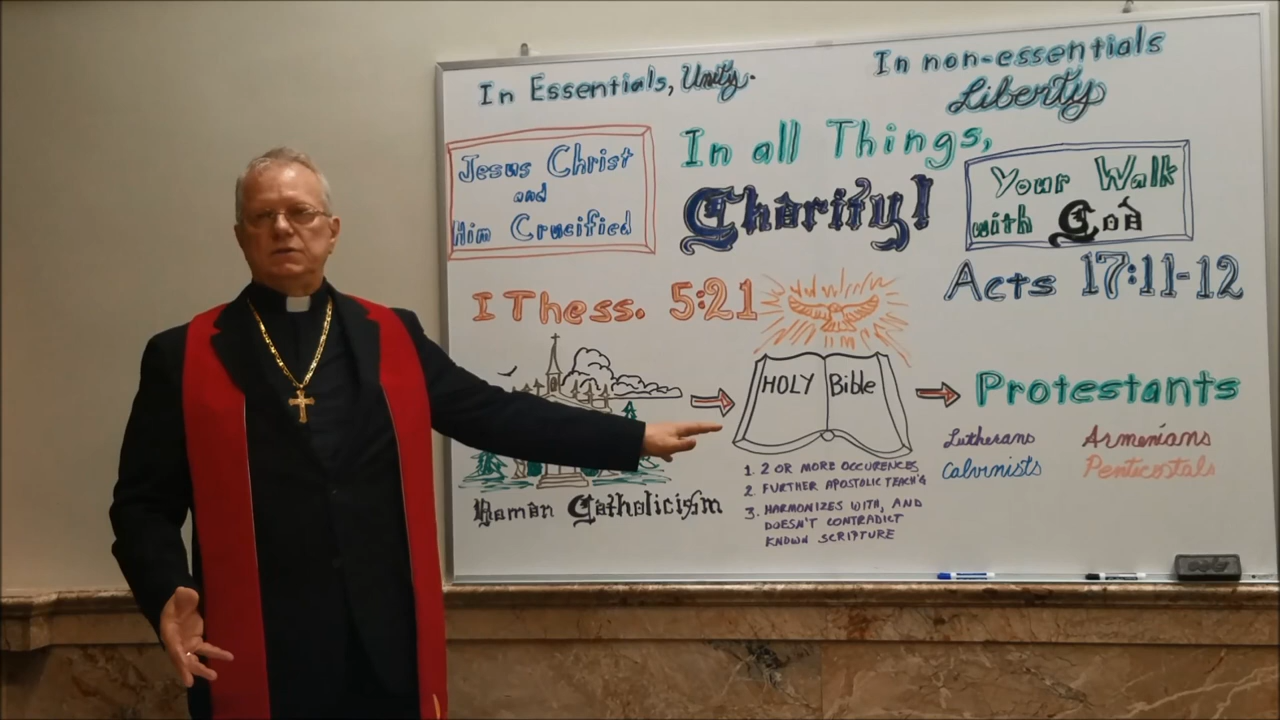 In Essentials, Unity.
In non-essentials
Liberty
In all Things,
Charity!
Jesus Christ
and
Him Crucified
Your Walk
with God
I Thess. 5:21
Acts 17:11-12
HOLY Bible
Roman Catholicism
1. 2 OR MORE OCCURENCES
2. FURTHER APOSTOLIC TEACH'G
3. HARMONIZES WITH, AND
DOESN'T CONTRADICT
KNOWN SCRIPTURE
Protestants
Lutherans
Calvinists
Armenians
Pentecostals